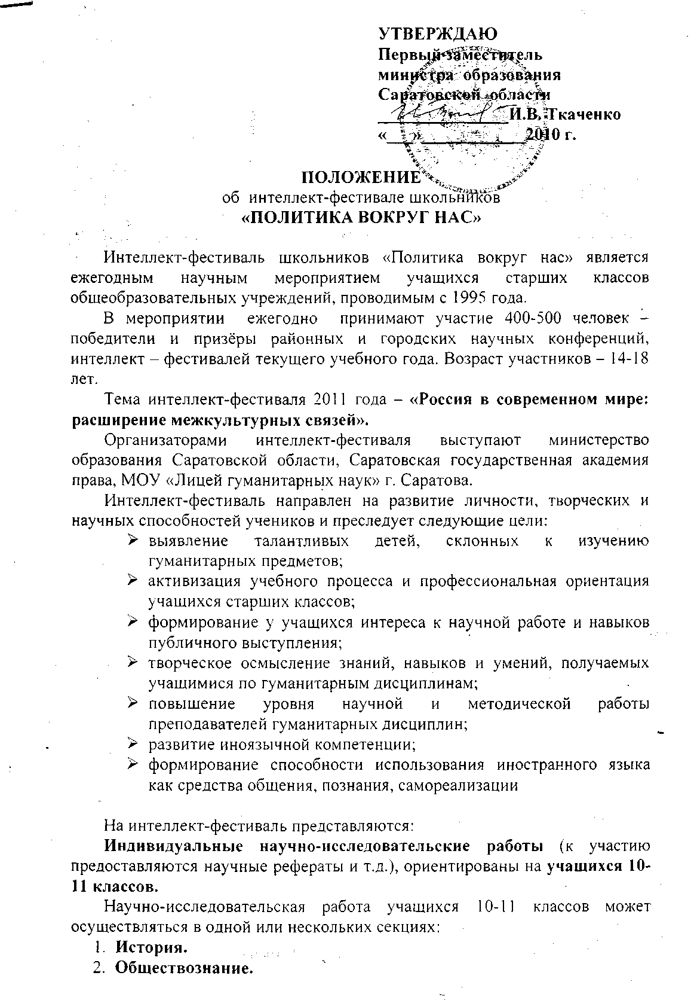 УТВЕРЖДАЮ
Первый заместитель
министра образования
Саратовской области
_______________И.В. Ткаченко
«___»____________2010 г.
ПОЛОЖЕНИЕ
об интеллект-фестивале школьников
«ПОЛИТИКА ВОКРУГ НАС»
Интеллект-фестиваль школьников «Политика вокруг нас» является
ежегодным научным мероприятием учащихся старших классов
общеобразовательных учреждений, проводимым с 1995 года.
В мероприятии ежегодно принимают участие 400-500 человек –
победители и призёры районных и городских научных конференций,
интеллект – фестивалей текущего учебного года. Возраст участников – 14-18
лет.
Тема интеллект-фестиваля 2011 года – «Россия в современном мире:
расширение межкультурных связей».
Организаторами интеллект-фестиваля выступают министерство
образования Саратовской области, Саратовская государственная академия
права, МОУ «Лицей гуманитарных наук» г. Саратова.
Интеллект-фестиваль направлен на развитие личности, творческих и
научных способностей учеников и преследует следующие цели:
➢ выявление талантливых детей, склонных к изучению
гуманитарных предметов;
➢ активизация учебного процесса и профессиональная ориентация
учащихся старших классов;
➢ формирование у учащихся интереса к научной работе и навыков
публичного выступления;
➢ творческое осмысление знаний, навыков и умений, получаемых
учащимися по гуманитарным дисциплинам;
➢ повышение уровня научной и методической работы
преподавателей гуманитарных дисциплин;
➢ развитие иноязычной компетенции;
➢ формирование способности использования иностранного языка
как средства общения, познания, самореализации
На интеллект-фестиваль представляются:
Индивидуальные научно-исследовательские работы (к участию
предоставляются научные рефераты и т.д.), ориентированы на учащихся 10-
11 классов.
Научно-исследовательская работа учащихся 10-11 классов может
осуществляться в одной или нескольких секциях:
1. История.
2. Обществознание.